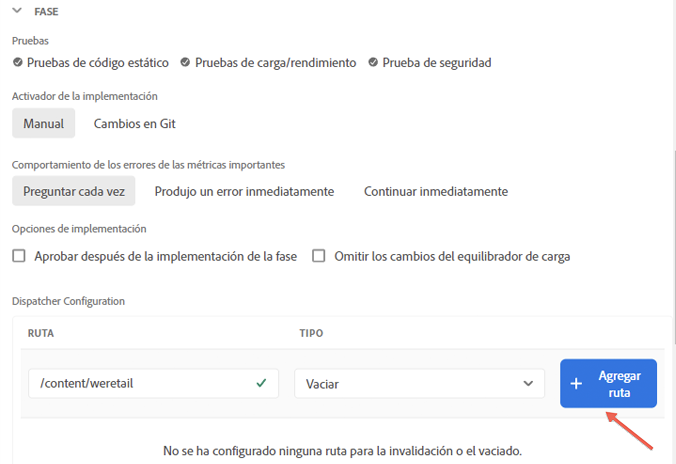 FASE
Pruebas
Pruebas de código estático Pruebas de carga/rendimiento Prueba de seguridad
Activador de la implementación
Manual Cambios en Git
Comportamiento de los errores de las métricas importantes
Preguntar cada vez Produjo un error inmediatamente Continuar inmediatamente
Opciones de implementación
Aprobar después de la implementación de la fase Omitir los cambios del equilibrador de carga
Dispatcher Configuration
RUTA TIPO
/content/weretail Vaciar Agregar
ruta
No se ha configurado ninguna ruta para la invalidación o el vaciado.